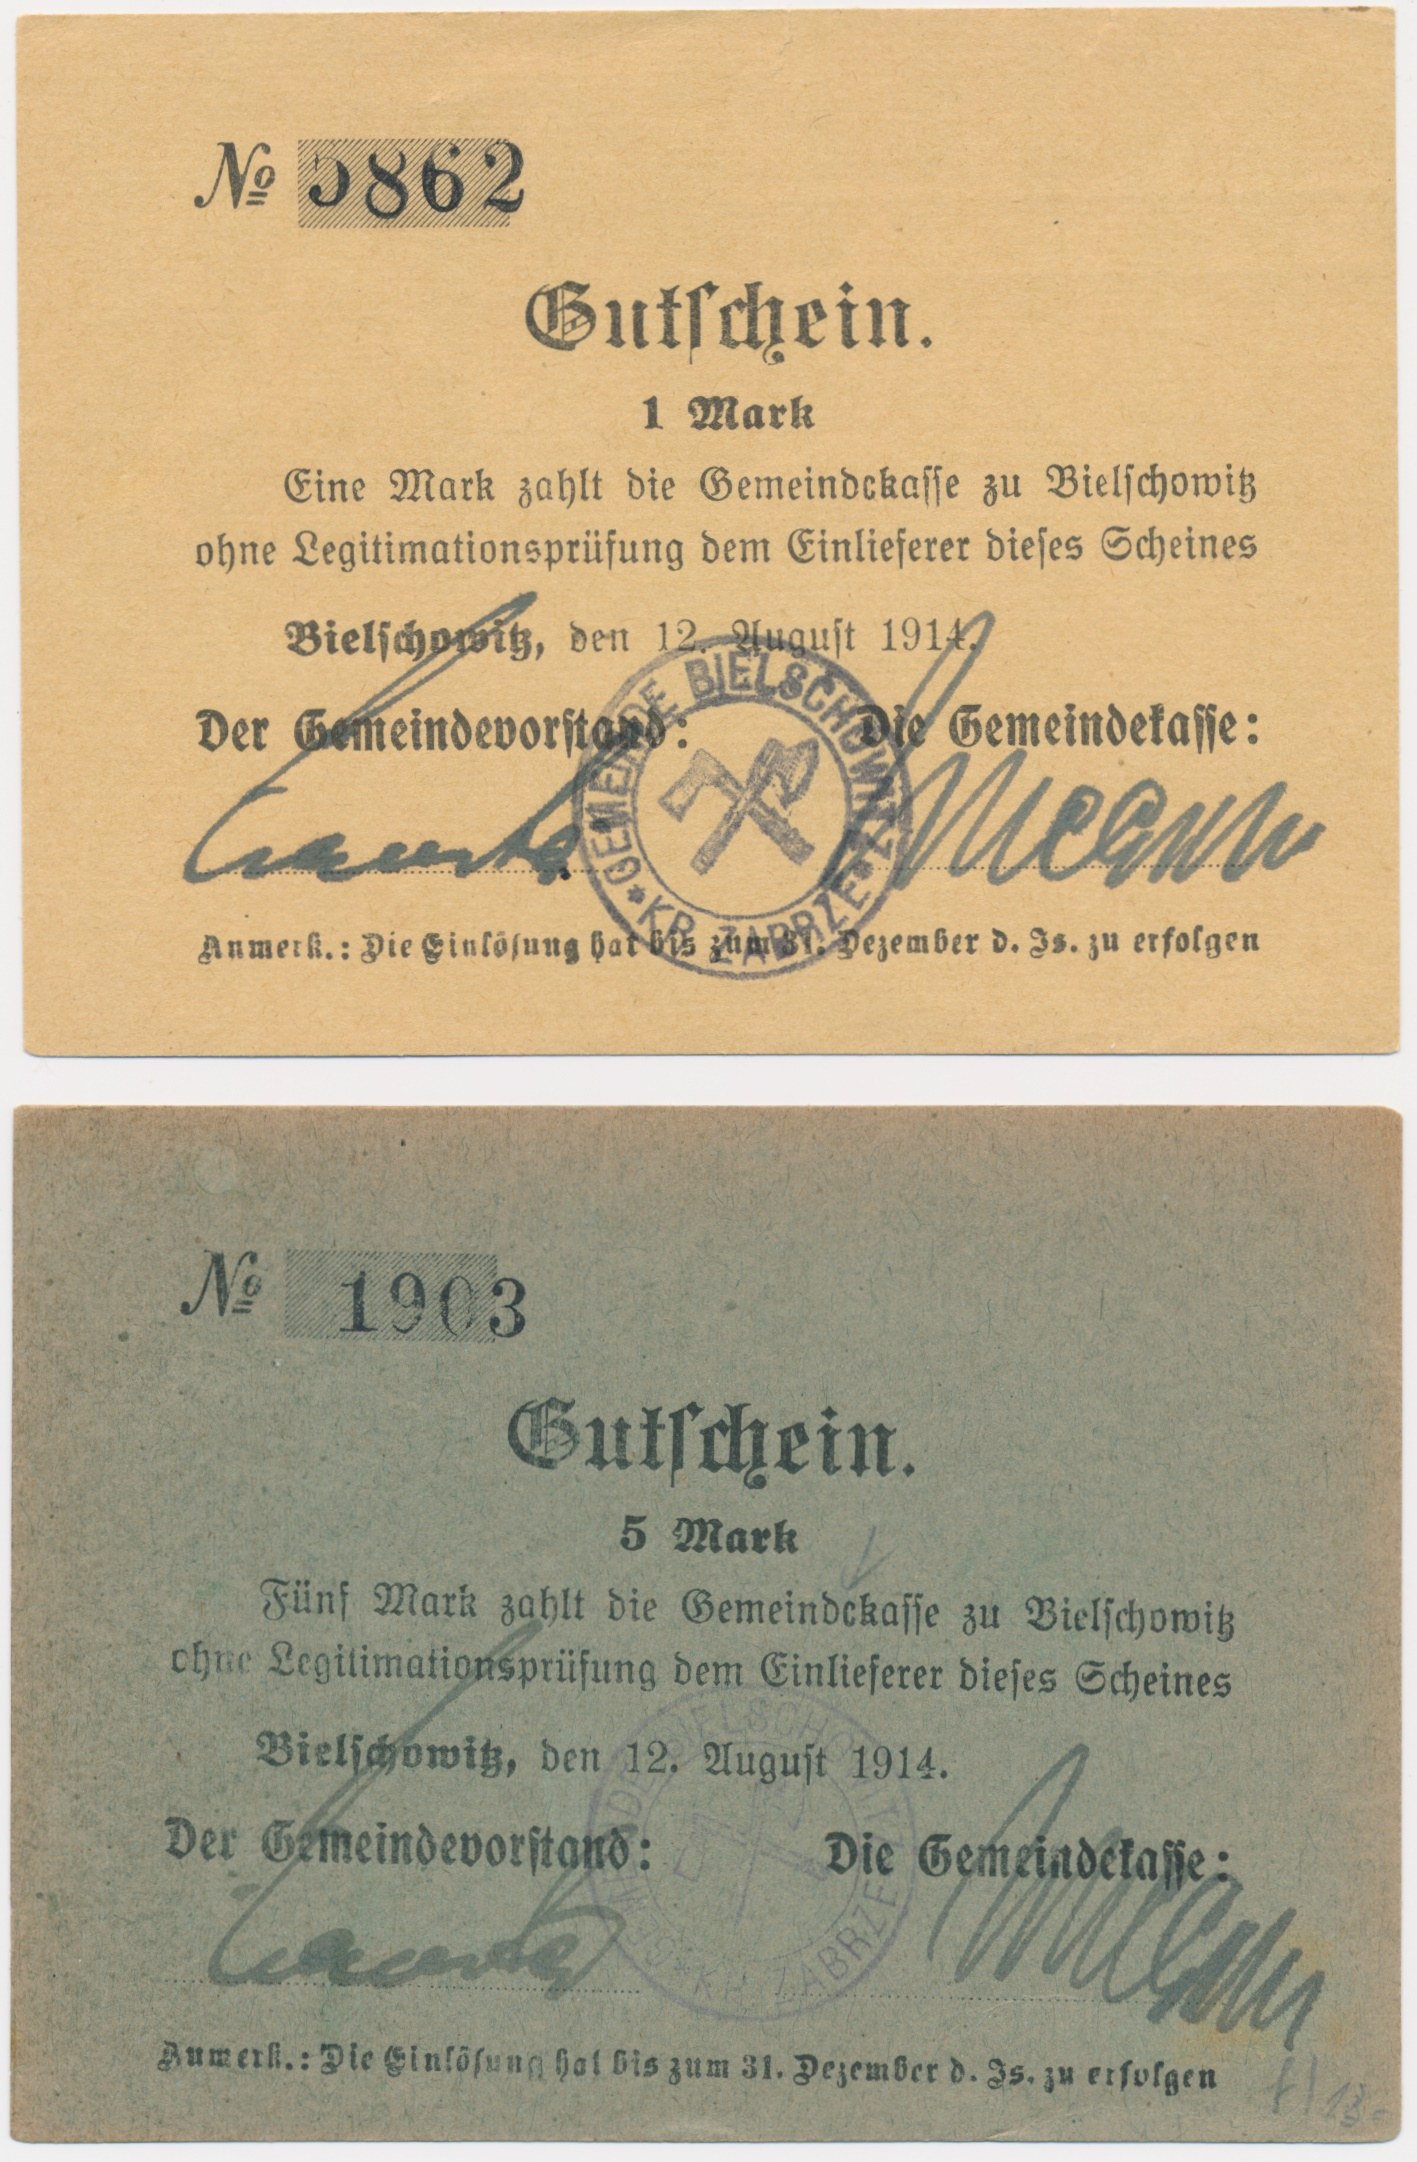 № 5862
Gutschein.
1 Mark
Eine Mark zahlt die Gemeindekasse zu Bielschowitz
ohne Legitimationsprüfung dem Einlieferer dieses Scheines
Bielschowitz, den 12. August 1914.
Der Gemeindevorstand: Die Gemeindekasse:
GEMEINDE BIELSCHOWITZ
* KR. ZABRZE *
Anmerk.: Die Einlösung hat bis zum 31. Dezember d. Js. zu erfolgen
№ 1903
Gutschein.
5 Mark
Fünf Mark zahlt die Gemeindekasse zu Bielschowitz
ohne Legitimationsprüfung dem Einlieferer dieses Scheines
Bielschowitz, den 12. August 1914.
Der Gemeindevorstand: Die Gemeindekasse:
GEMEINDE BIELSCHOWITZ
* KR. ZABRZE
Anmerk.: Die Einlösung hat bis zum 31. Dezember d. Js. zu erfolgen